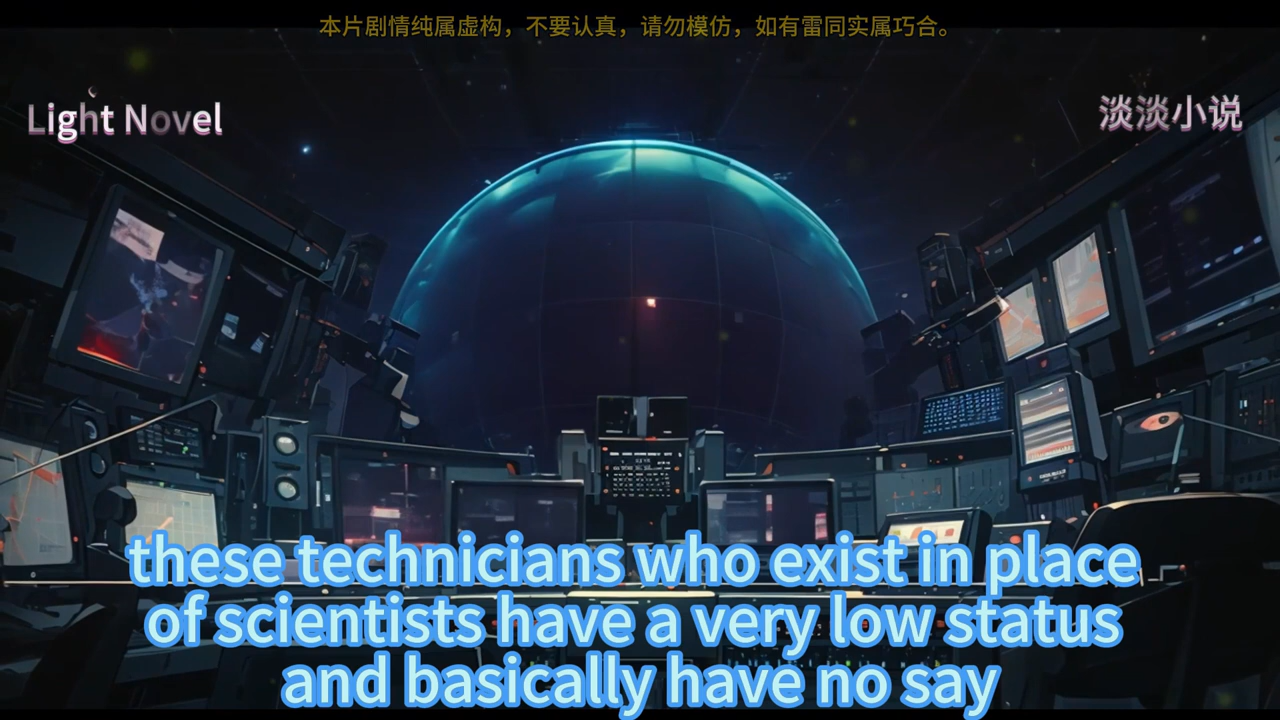 本片剧情纯属虚构，不要认真，请勿模仿，如有雷同实属巧合。
Light Novel
淡淡小说
these technicians who exist in place
of scientists have a very low status
and basically have no say